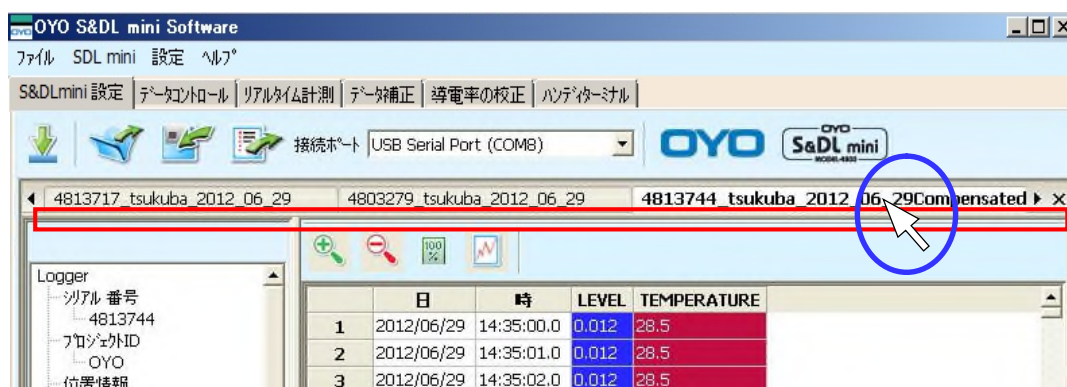 OYO S&DL mini Software
ファイル SDL mini 設定 ヘルプ
S&DLmini 設定 データコントロール リアルタイム計測 データ補正 導電率の校正 ハンディターミナル
接続ポート USB Serial Port (COM8) OYO OYO S&DL mini
4813717_tsukuba_2012_06_29 4803279_tsukuba_2012_06_29 4813744_tsukuba_2012_06_29Compensated
100 %
Logger
日 時 LEVEL TEMPERATURE
シリアル 番号
4813744
1 2012/06/29 14:35:00.0 0.012 28.5
プロジェクトID
OYO
2 2012/06/29 14:35:01.0 0.012 28.5
位置情報
3 2012/06/29 14:35:02.0 0.012 28.5